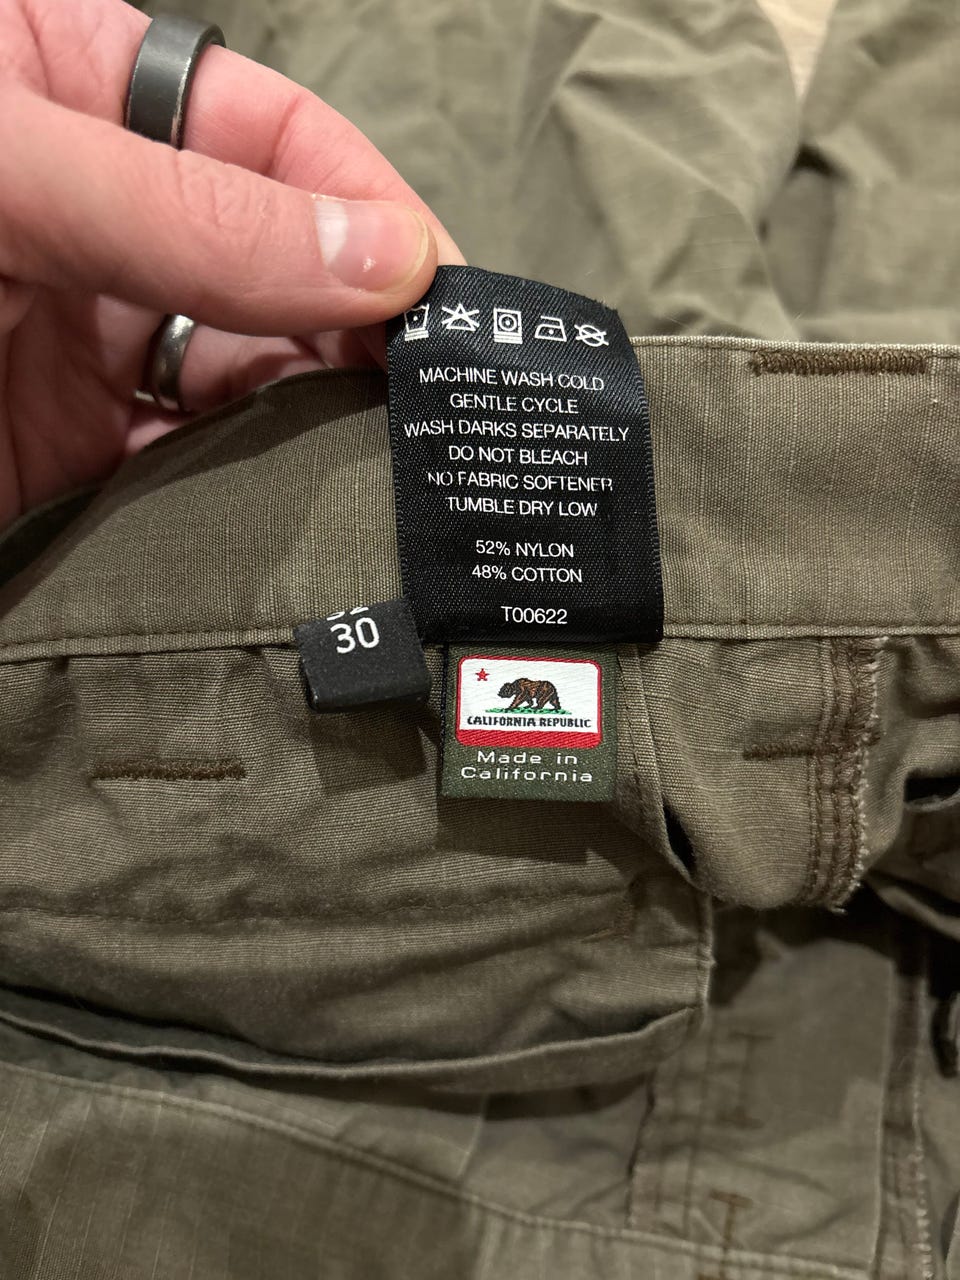 MACHINE WASH COLD
GENTLE CYCLE
WASH DARKS SEPARATELY
DO NOT BLEACH
NO FABRIC SOFTENER
TUMBLE DRY LOW
52% NYLON
48% COTTON
T00622
30
CALIFORNIA REPUBLIC
Made in
California